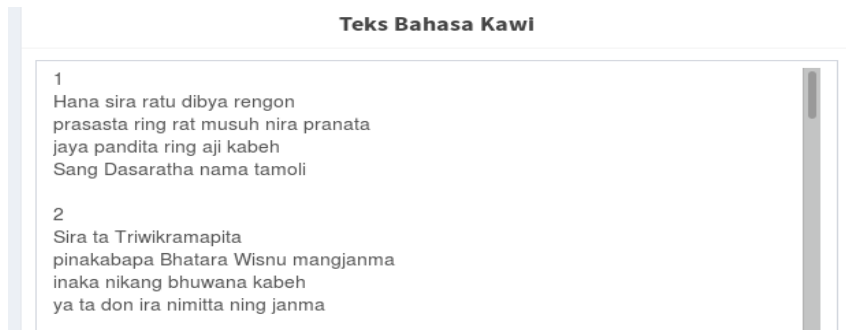 Teks Bahasa Kawi
1
Hana sira ratu dibya rengon
prasasta ring rat musuh nira pranata
jaya pandita ring aji kabeh
Sang Dasaratha nama tamoli
2
Sira ta Triwikramapita
pinakabapa Bhatara Wisnu mangjanma
inaka nikang bhuwana kabeh
ya ta don ira nimitta ning janma